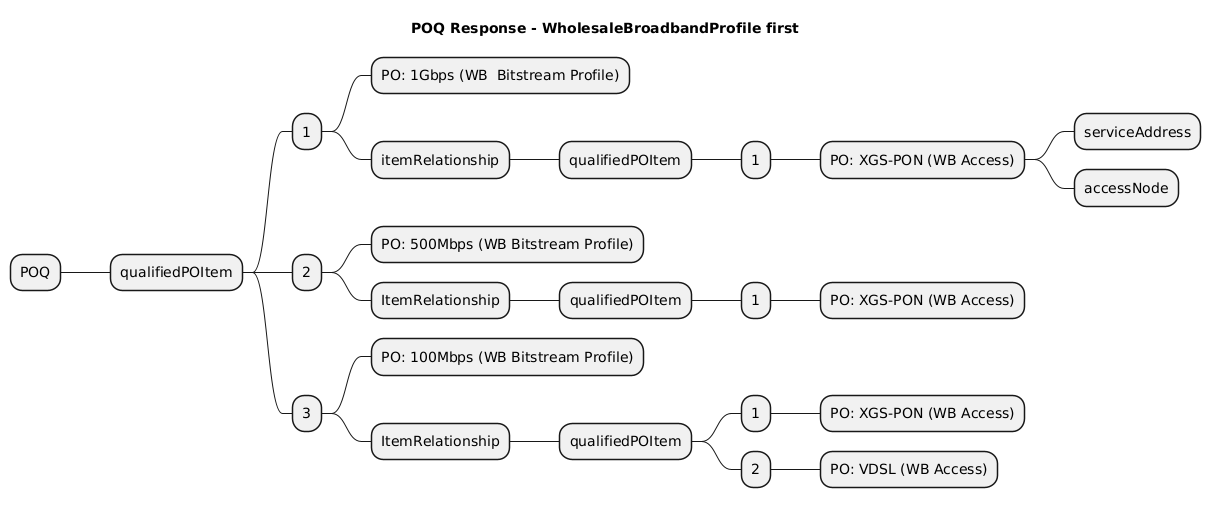 POQ Response - WholesaleBroadbandProfile first
POQ
qualifiedPOItem
1
PO: 1Gbps (WB  Bitstream Profile)
itemRelationship
qualifiedPOItem
1
PO: XGS-PON (WB Access)
serviceAddress
accessNode
2
PO: 500Mbps (WB Bitstream Profile)
ItemRelationship
qualifiedPOItem
1
PO: XGS-PON (WB Access)
3
PO: 100Mbps (WB Bitstream Profile)
ItemRelationship
qualifiedPOItem
1
PO: XGS-PON (WB Access)
2
PO: VDSL (WB Access)